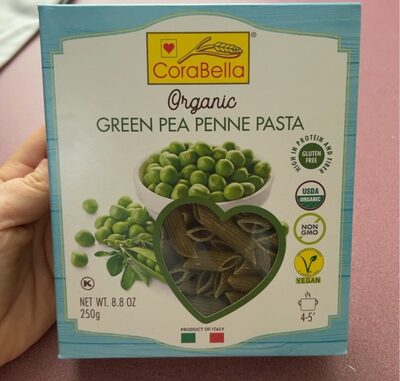 CoraBella®
Organic
GREEN PEA PENNE PASTA
HIGH IN PROTEIN AND FIBER
GLUTEN
FREE
USDA
ORGANIC
NON
GMO
VEGAN
4-5'
K
NET WT. 8.8 OZ
250g
PRODUCT OF ITALY